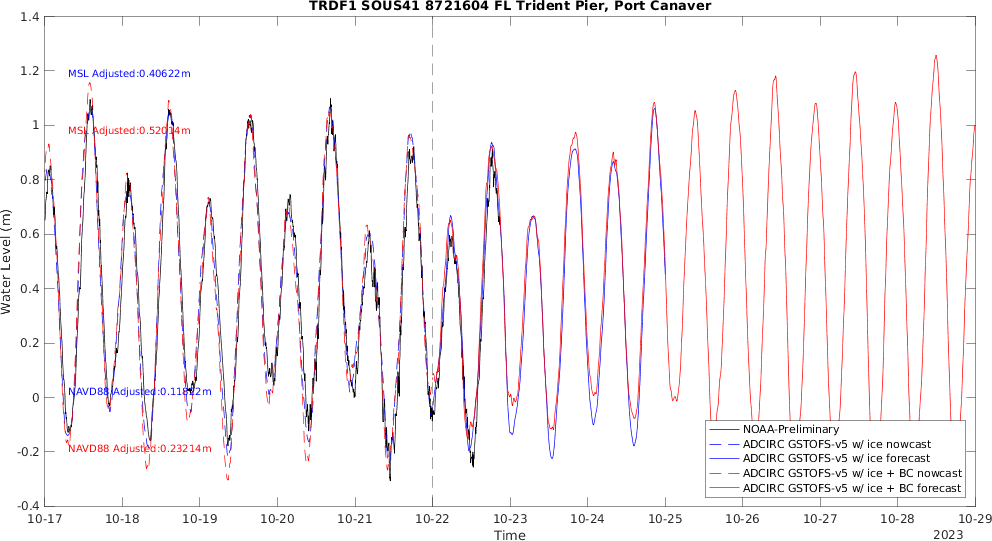 TRDF1 SOUS41 8721604 FL Trident Pier, Port Canaver
1.4
1.2
1
0.8
0.6
0.4
0.2
0
-0.2
-0.4
Water Level (m)
MSL Adjusted:0.40622m
MSL Adjusted:0.52014m
NAVD88 Adjusted:0.11822m
NAVD88 Adjusted:0.23214m
NOAA-Preliminary
ADCIRC GSTOFS-v5 w/ ice nowcast
ADCIRC GSTOFS-v5 w/ ice forecast
ADCIRC GSTOFS-v5 w/ ice + BC nowcast
ADCIRC GSTOFS-v5 w/ ice + BC forecast
10-17 10-18 10-19 10-20 10-21 10-22 10-23 10-24 10-25 10-26 10-27 10-28 10-29
Time
2023